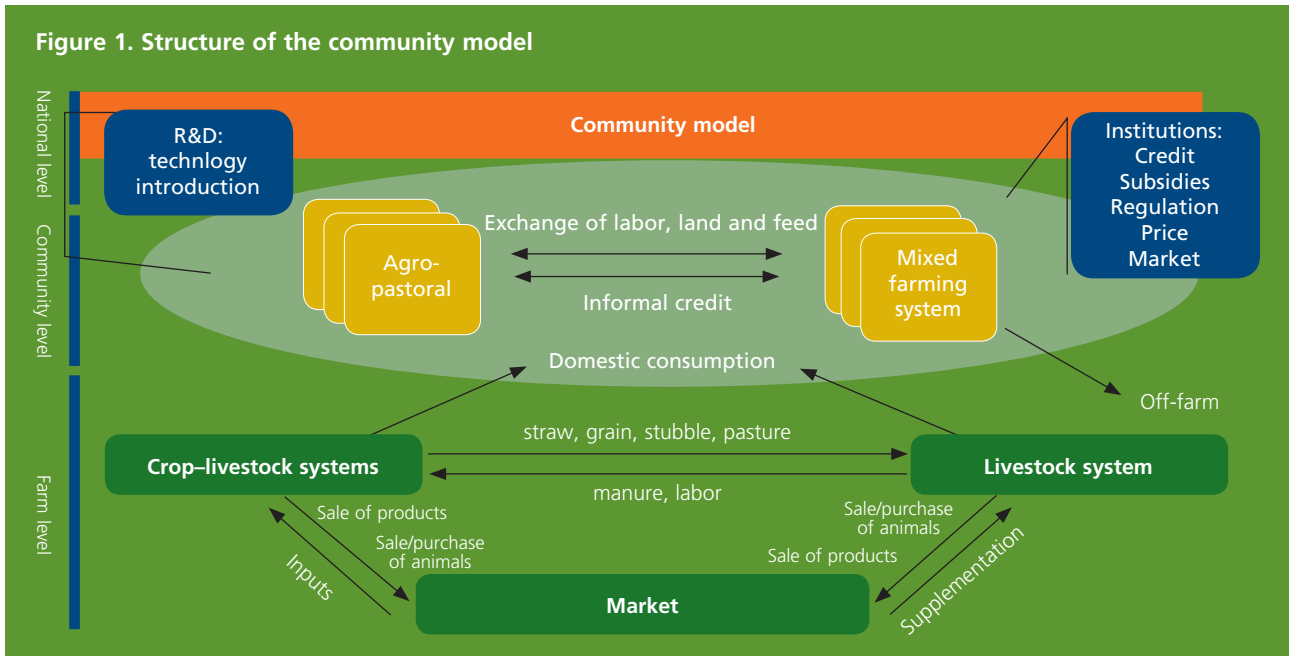 Figure 1. Structure of the community model
National level
Community level
Farm level
Community model
R&D:
technlogy
introduction
Institutions:
Credit
Subsidies
Regulation
Price
Market
Exchange of labor, land and feed
Agro-
pastoral
Mixed
farming
system
Informal credit
Domestic consumption
Off-farm
straw, grain, stubble, pasture
Crop–livestock systems
Livestock system
manure, labor
Sale of products
Sale/purchase
of animals
Inputs
Sale/purchase
of animals
Sale of products
Supplementation
Market